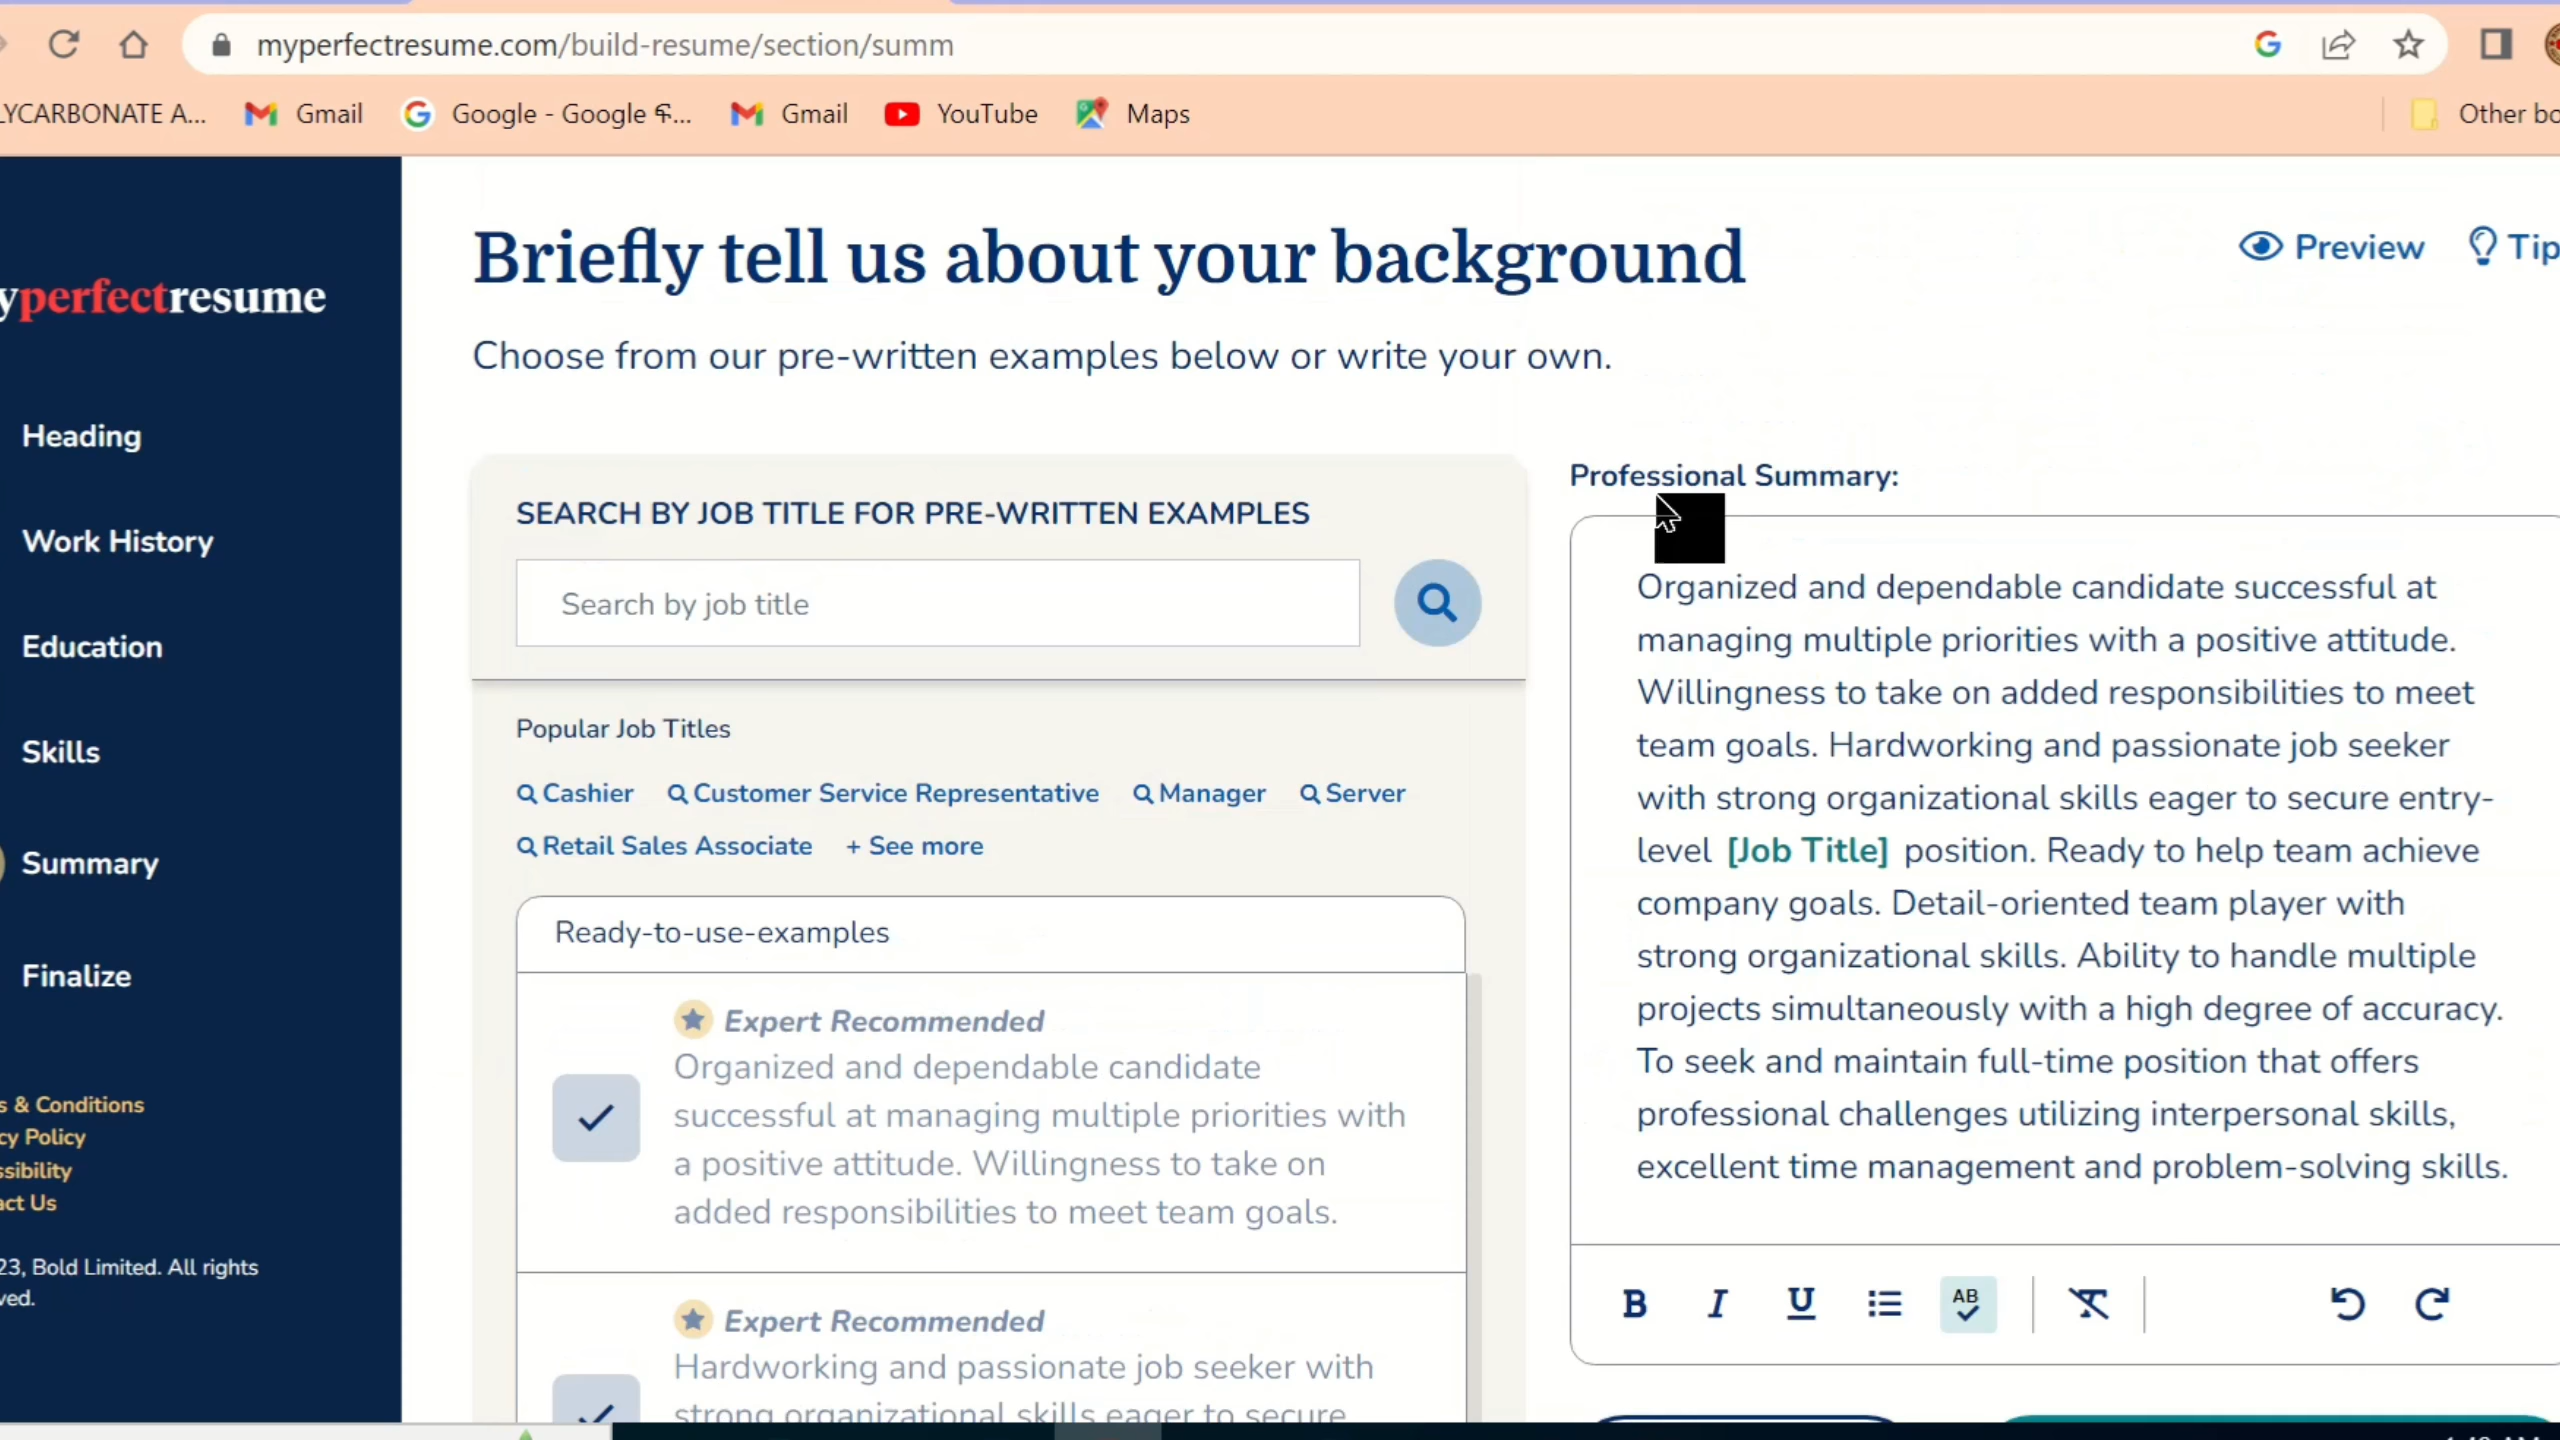 myperfectresume.com/build-resume/section/summ
LYCARBONATE A... Gmail Google - Google ... Gmail YouTube Maps Other bo
yperfectresume
Heading
Work History
Education
Skills
Summary
Finalize
s & Conditions
cy Policy
ssibility
act Us
23, Bold Limited. All rights
ved.
Briefly tell us about your background
Preview Tip
Choose from our pre-written examples below or write your own.
SEARCH BY JOB TITLE FOR PRE-WRITTEN EXAMPLES
Search by job title
Popular Job Titles
Cashier Customer Service Representative Manager Server
Retail Sales Associate + See more
Ready-to-use-examples
Expert Recommended
Organized and dependable candidate
successful at managing multiple priorities with
a positive attitude. Willingness to take on
added responsibilities to meet team goals.
Expert Recommended
Hardworking and passionate job seeker with
strong organizational skills eager to secure
Professional Summary:
Organized and dependable candidate successful at
managing multiple priorities with a positive attitude.
Willingness to take on added responsibilities to meet
team goals. Hardworking and passionate job seeker
with strong organizational skills eager to secure entry-
level [Job Title] position. Ready to help team achieve
company goals. Detail-oriented team player with
strong organizational skills. Ability to handle multiple
projects simultaneously with a high degree of accuracy.
To seek and maintain full-time position that offers
professional challenges utilizing interpersonal skills,
excellent time management and problem-solving skills.
B I U AB